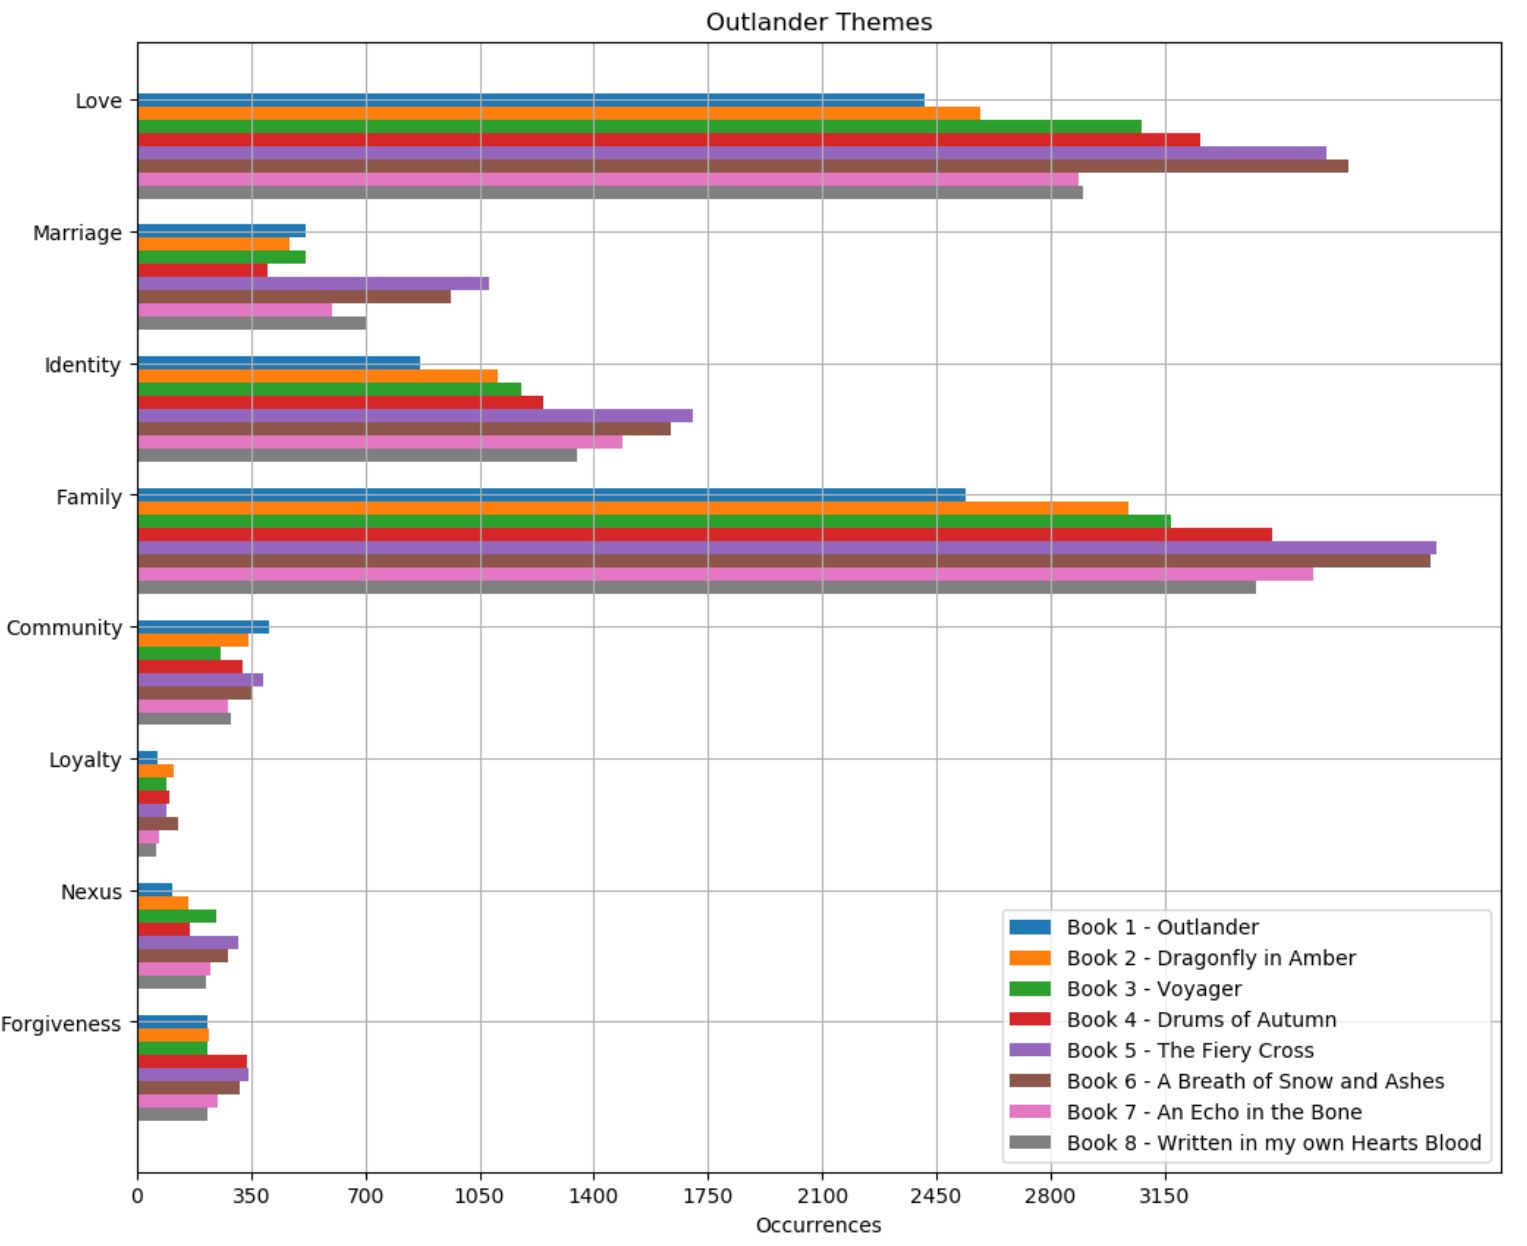 Outlander Themes
Love
Marriage
Identity
Family
Community
Loyalty
Nexus
Forgiveness
Book 1 - Outlander
Book 2 - Dragonfly in Amber
Book 3 - Voyager
Book 4 - Drums of Autumn
Book 5 - The Fiery Cross
Book 6 - A Breath of Snow and Ashes
Book 7 - An Echo in the Bone
Book 8 - Written in my own Hearts Blood
0 350 700 1050 1400 1750 2100 2450 2800 3150
Occurrences